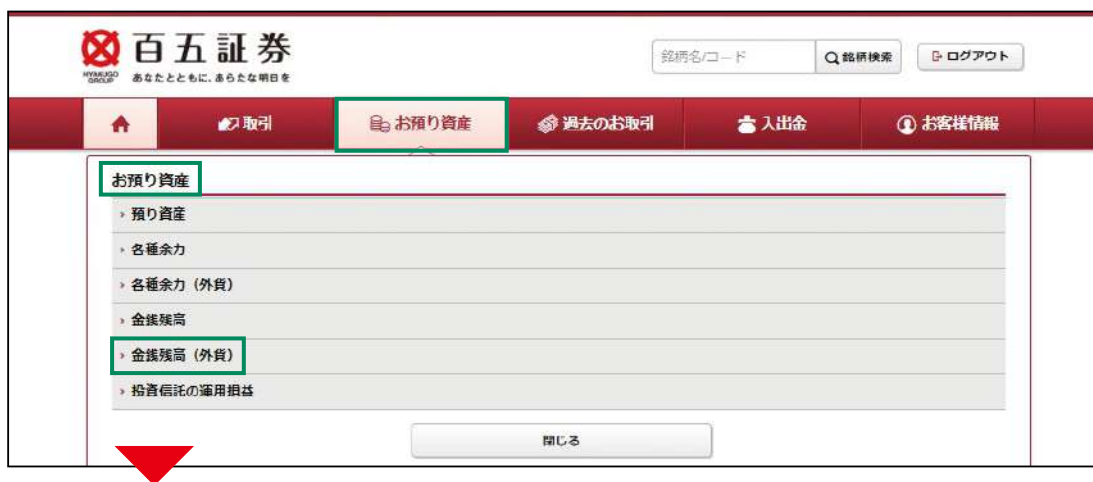 百五証券
HYAKUGO GROUP
あなたとともに、あらたな明日を
銘柄名/コード
銘柄検索
ログアウト
取引
お預り資産
過去のお取引
入出金
お客様情報
お預り資産
預り資産
各種余力
各種余力（外貨）
金銭残高
金銭残高（外貨）
投資信託の運用損益
閉じる